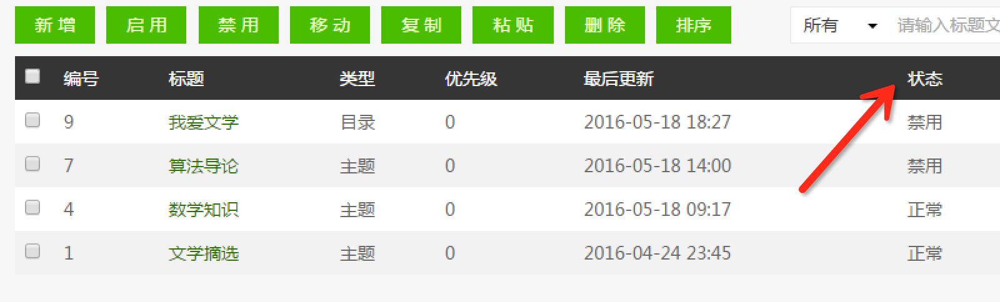 新增 启用 禁用 移动 复制 粘贴 删除 排序 所有 请输入标题文
编号 标题 类型 优先级 最后更新 状态
9 我爱文学 目录 0 2016-05-18 18:27 禁用
7 算法导论 主题 0 2016-05-18 14:00 禁用
4 数学知识 主题 0 2016-05-18 09:17 正常
1 文学摘选 主题 0 2016-04-24 23:45 正常